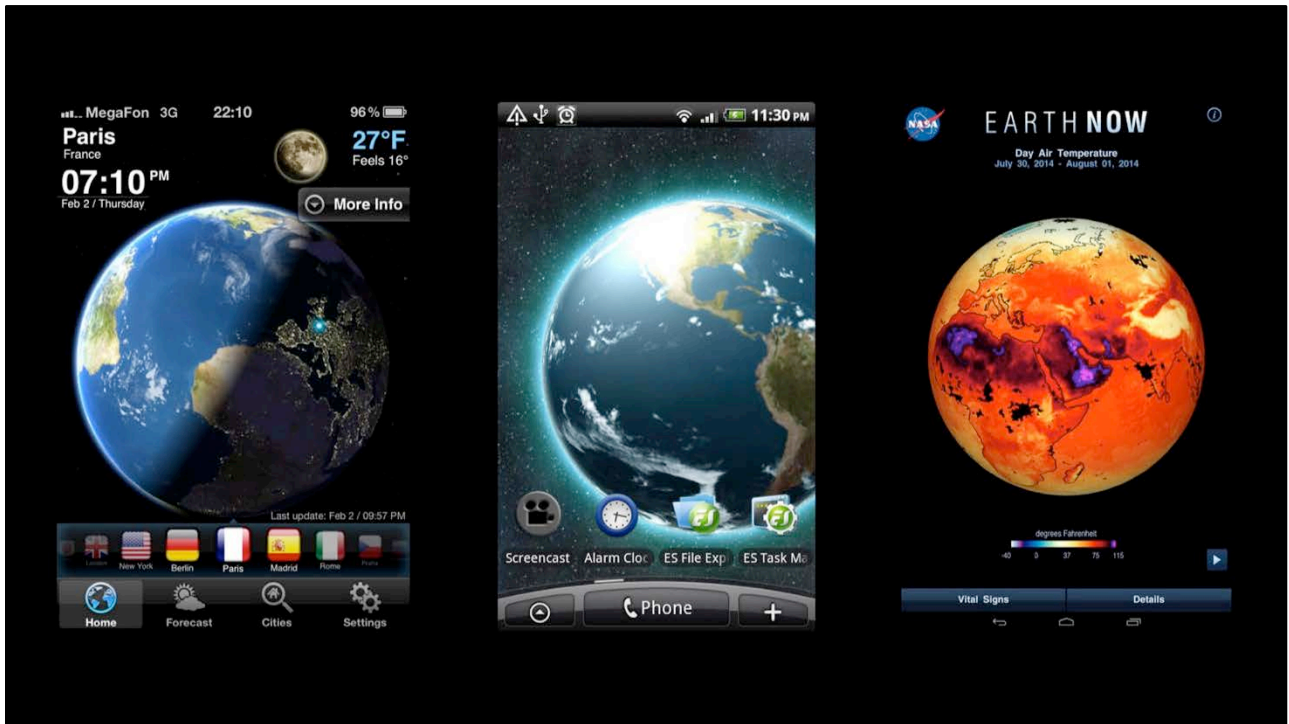 MegaFon 3G 22:10 96%
Paris
France
07:10 PM
Feb 2 / Thursday
27°F
Feels 16°
More Info
Last update: Feb 2 / 09:57 PM
London New York Berlin Paris Madrid Rome Praha
Home Forecast Cities Settings
11:30 PM
Screencast Alarm Cloc ES File Exp ES Task Ma
Phone
NASA
EARTH NOW
Day Air Temperature
July 30, 2014 - August 01, 2014
degrees Fahrenheit
-40 0 37 75 115
Vital Signs Details